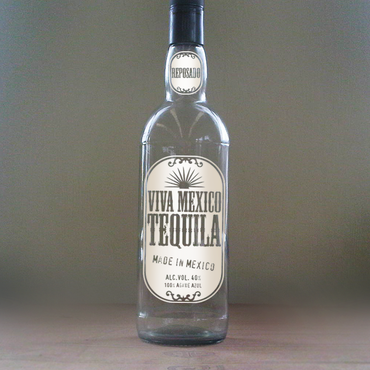 REPOSADO
VIVA MEXICO
TEQUILA
MADE IN MEXICO
ALC.VOL. 40%
100% AGAVE AZUL